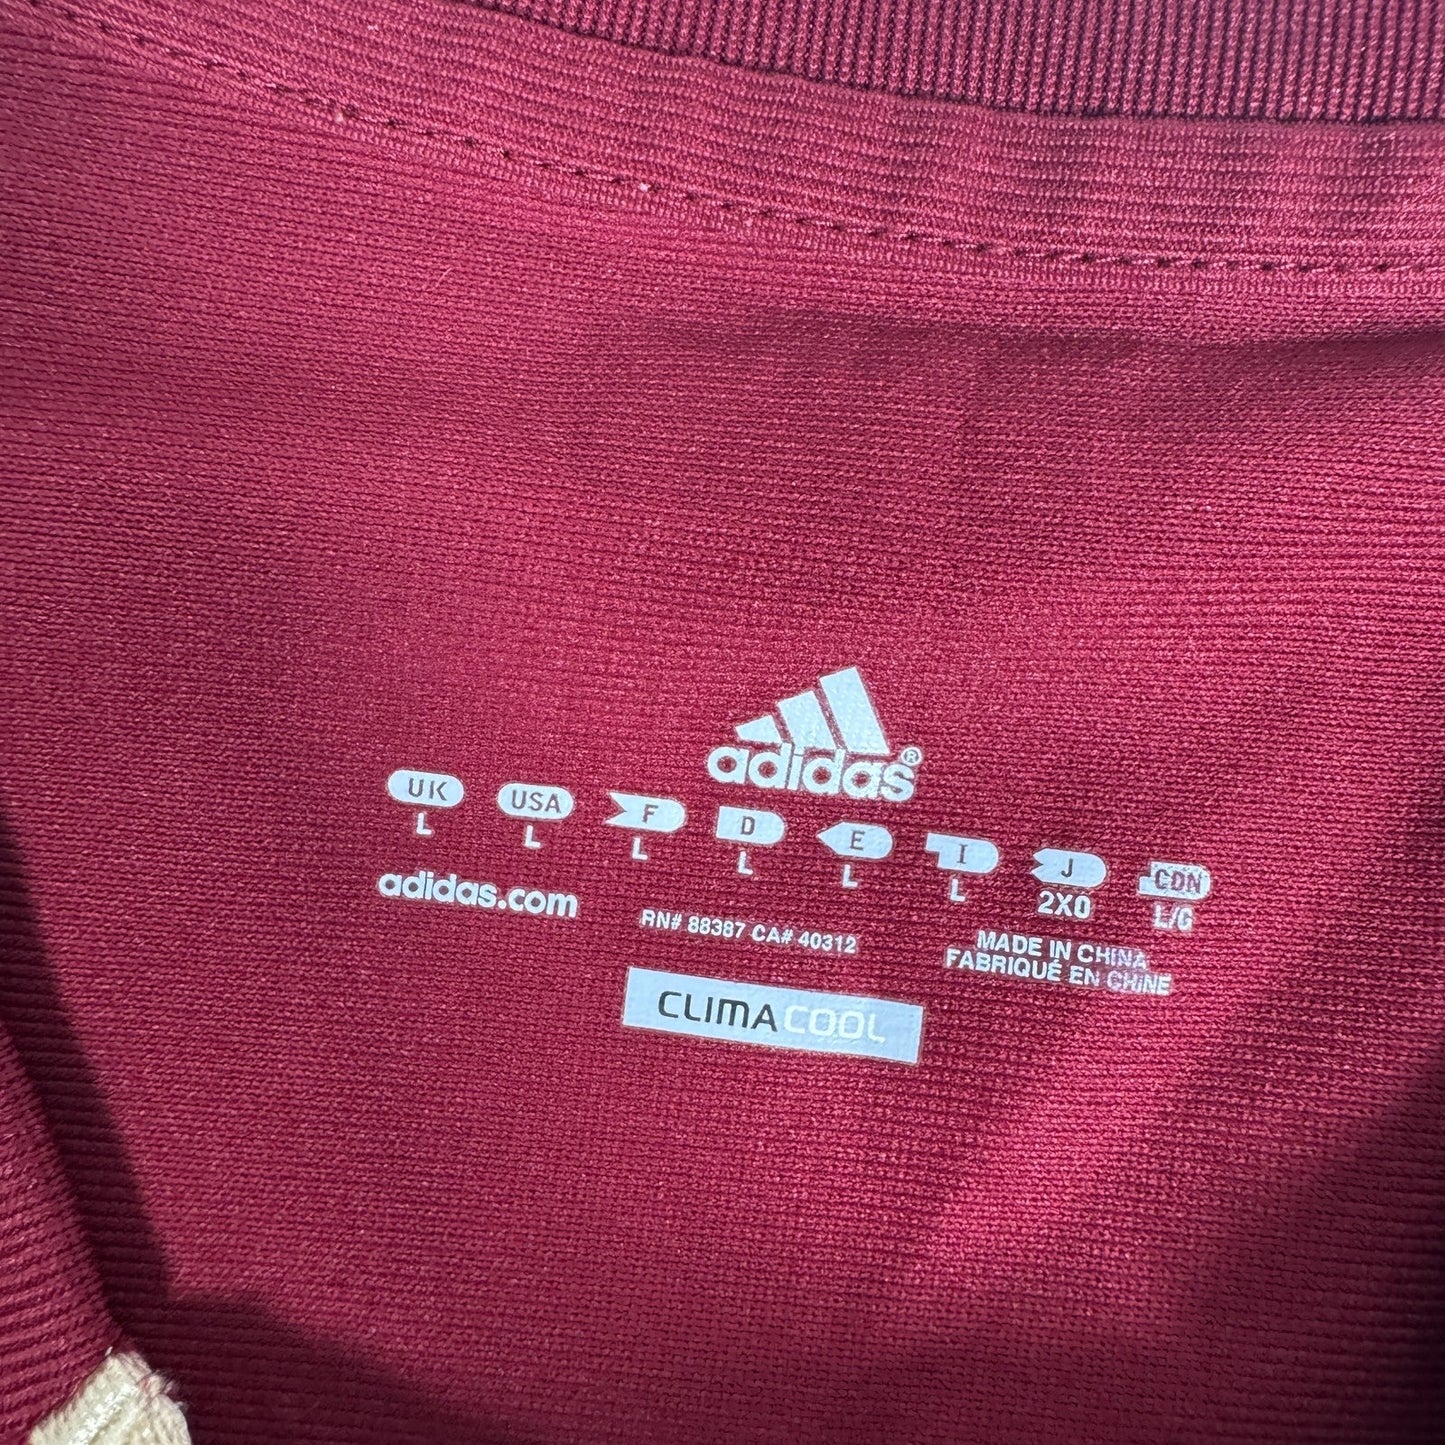 adidas®
UK USA F D E I J CDN
L L L L L L 2XO L/G
adidas.com
RN# 88387 CA# 40312
MADE IN CHINA
FABRIQUÉ EN CHINE
CLIMACOOL